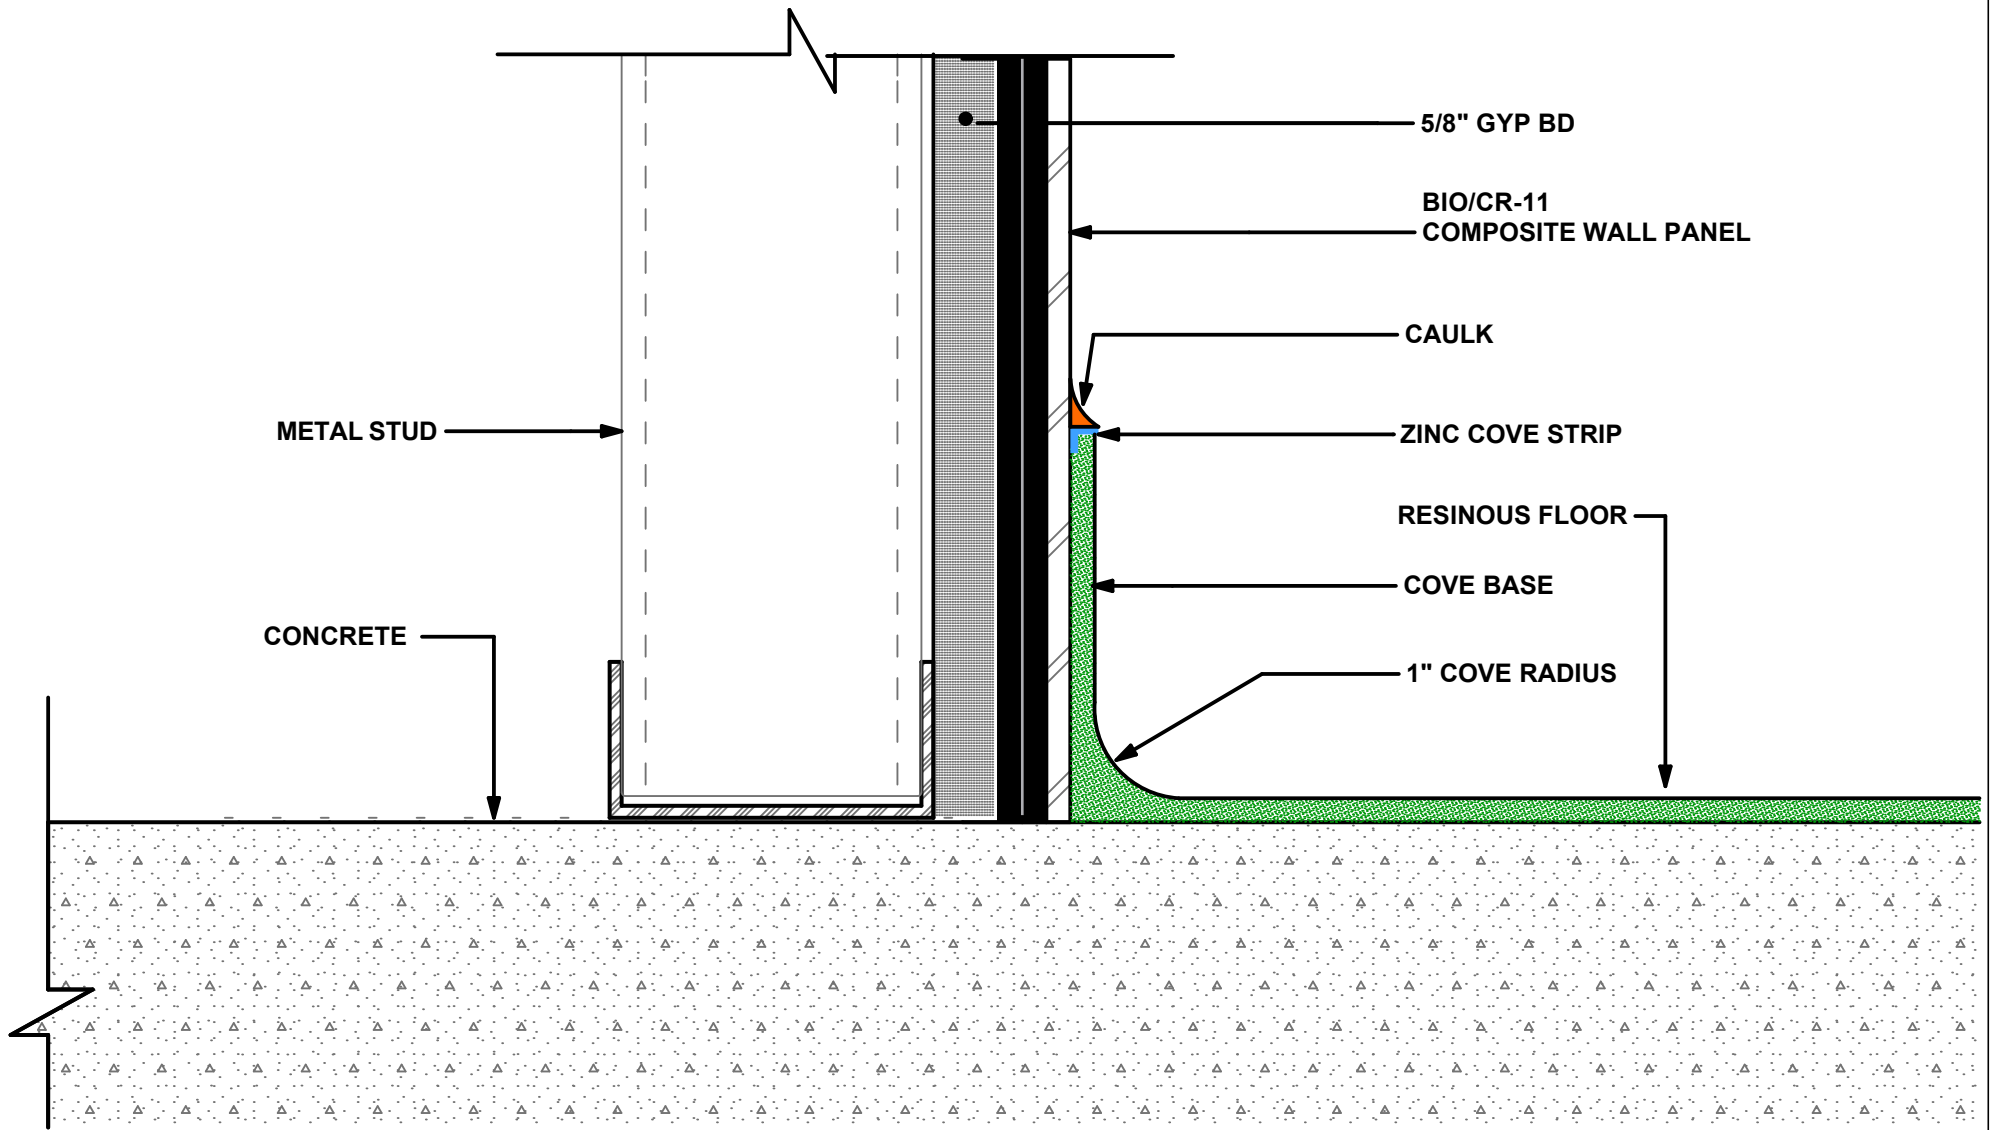 5/8" GYP BD
BIO/CR-11
COMPOSITE WALL PANEL
CAULK
METAL STUD
ZINC COVE STRIP
RESINOUS FLOOR
COVE BASE
CONCRETE
1" COVE RADIUS